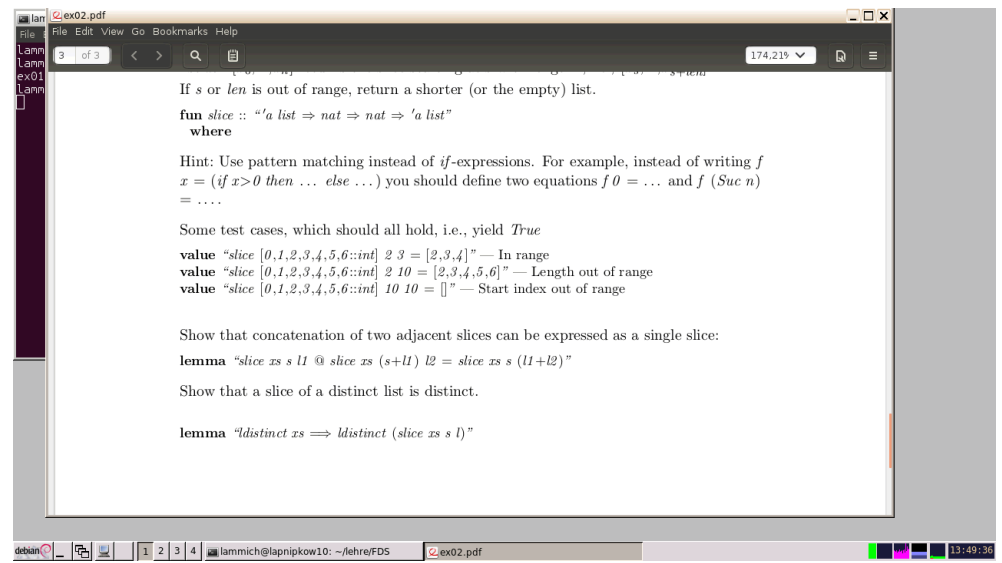 lam
ex02.pdf
File
File Edit View Go Bookmarks Help
lamm
lamm
ex01
lamm
3 of 3
174,21%
s+len]
If s or len is out of range, return a shorter (or the empty) list.
fun slice :: “'a list ⇒ nat ⇒ nat ⇒ 'a list”
where
Hint: Use pattern matching instead of if-expressions. For example, instead of writing f
x = (if x>0 then ... else ...) you should define two equations f 0 = ... and f (Suc n)
= ....
Some test cases, which should all hold, i.e., yield True
value “slice [0,1,2,3,4,5,6::int] 2 3 = [2,3,4]” — In range
value “slice [0,1,2,3,4,5,6::int] 2 10 = [2,3,4,5,6]” — Length out of range
value “slice [0,1,2,3,4,5,6::int] 10 10 = []” — Start index out of range
Show that concatenation of two adjacent slices can be expressed as a single slice:
lemma “slice xs s l1 @ slice xs (s+l1) l2 = slice xs s (l1+l2)”
Show that a slice of a distinct list is distinct.
lemma “ldistinct xs ⟹ ldistinct (slice xs s l)”
debian 1 2 3 4 lammich@lapnipkow10: ~/lehre/FDS ex02.pdf 13:49:36